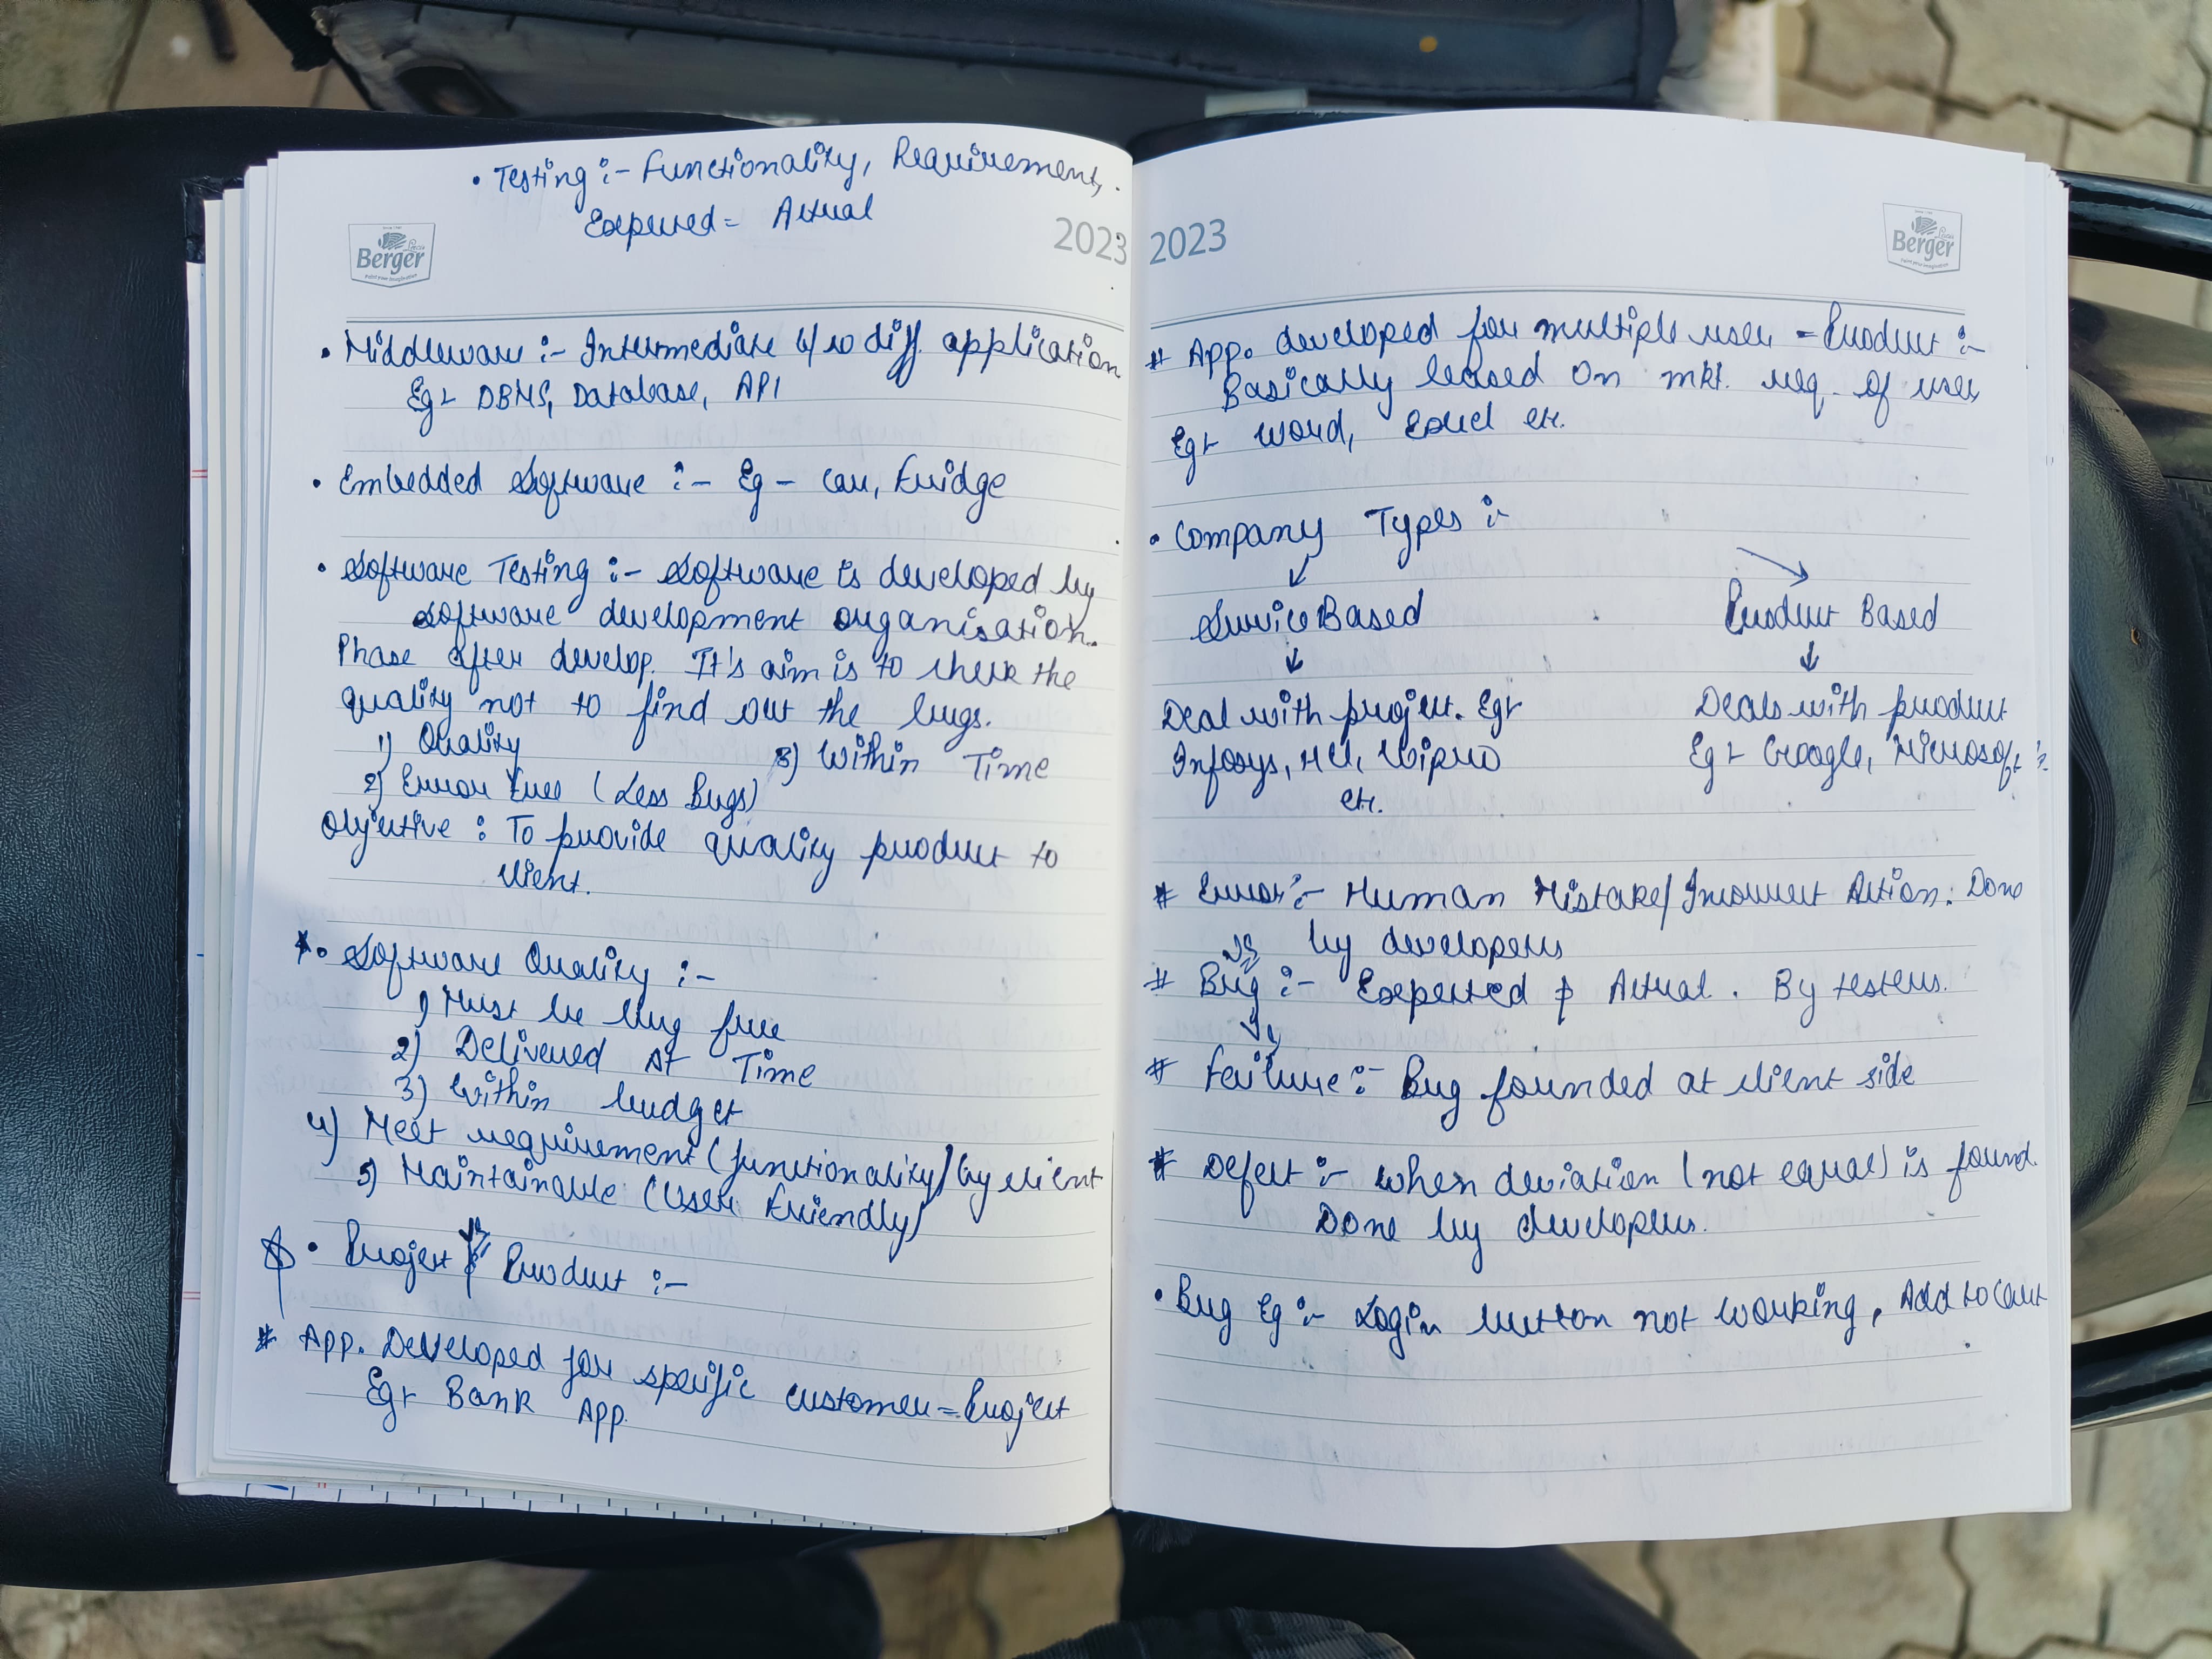 • Testing :- Functionality, Requirement,
Expected = Actual
Berger
2023
• Middleware :- Intermediate b/w diff. application
Eg:- DBMS, Database, API
• Embedded Software :- Eg - Car, Fridge
• Software Testing :- Software is developed by
software development organisation.
Phase after develop. It's aim is to check the
quality not to find out the bugs.
1) Quality
3) Within Time
2) Error Free (Less Bugs)
Objective : To provide quality product to
client.
* • Software Quality :-
1) Must be bug free
2) Delivered At Time
3) Within budget
4) Meet requirement (functionality) by client
5) Maintainable (User Friendly)
• Project Product :-
# App. Developed for specific customer = Project
Eg:- Bank App.
2023
Berger
# App. developed for multiple user = Product :-
Basically based on mkt. req. of user
Eg:- Word, Excel etc.
• Company Types :-
Service Based
Product Based
Deal with project. Eg:-
Infosys, HCL, Wipro
etc.
Deals with product
Eg:- Google, Microsoft
# Error :- Human Mistake/Incorrect Action. Done
by developers
# Bug :- Expected ≠ Actual. By testers.
# Failure :- Bug founded at client side
# Defect :- When deviation (not equal) is found.
Done by developers.
• Bug Eg :- Login button not working, Add to Cart